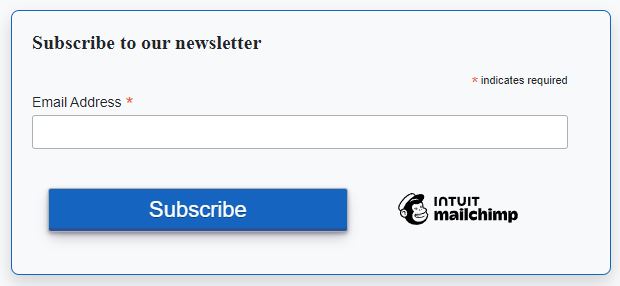 Subscribe to our newsletter
* indicates required
Email Address *
Subscribe
INTUIT
mailchimp